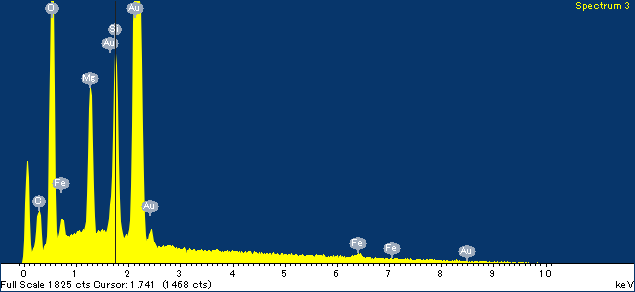 Spectrum 3
O
Au
Si
Au
Mg
Fe
O
Au
Fe
Fe
Au
0 1 2 3 4 5 6 7 8 9 10
Full Scale 1825 cts Cursor: 1.741 (1468 cts) keV